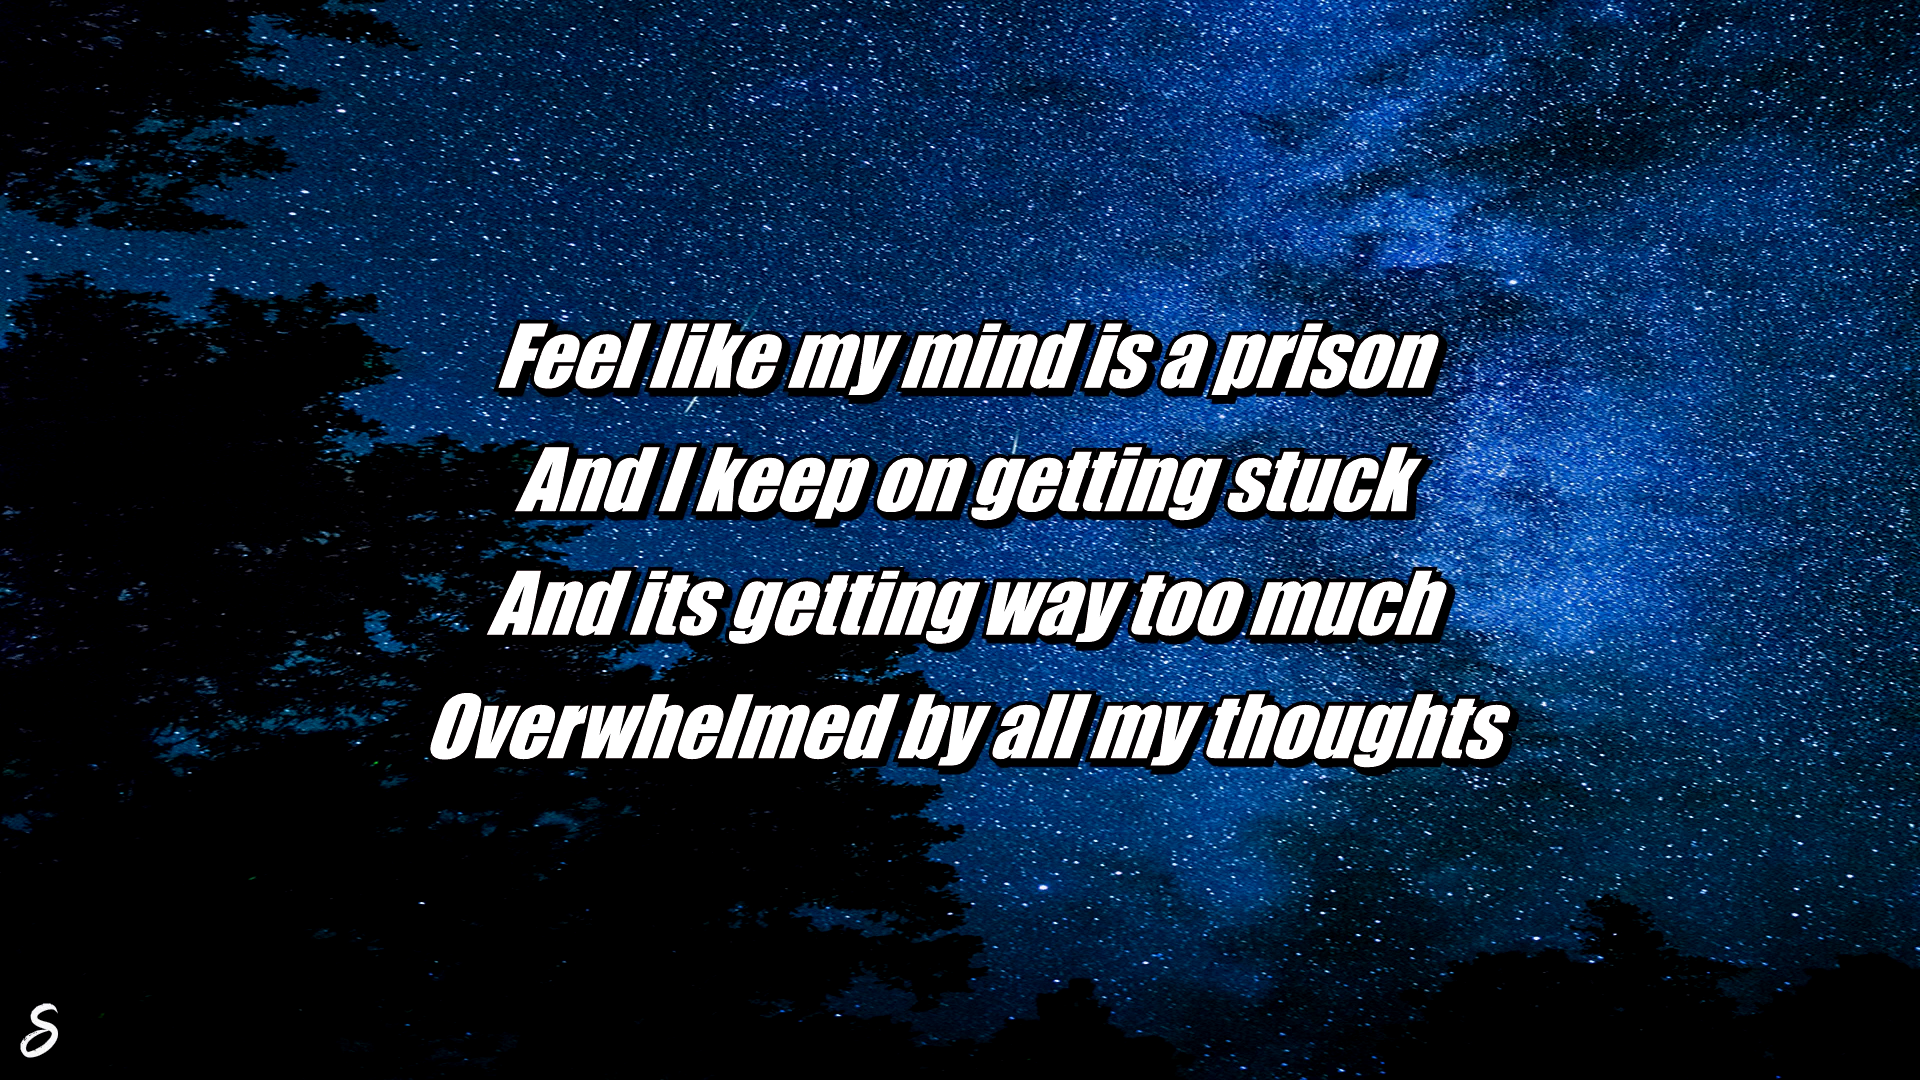 Feel like my mind is a prison
And I keep on getting stuck
And its getting way too much
Overwhelmed by all my thoughts
S